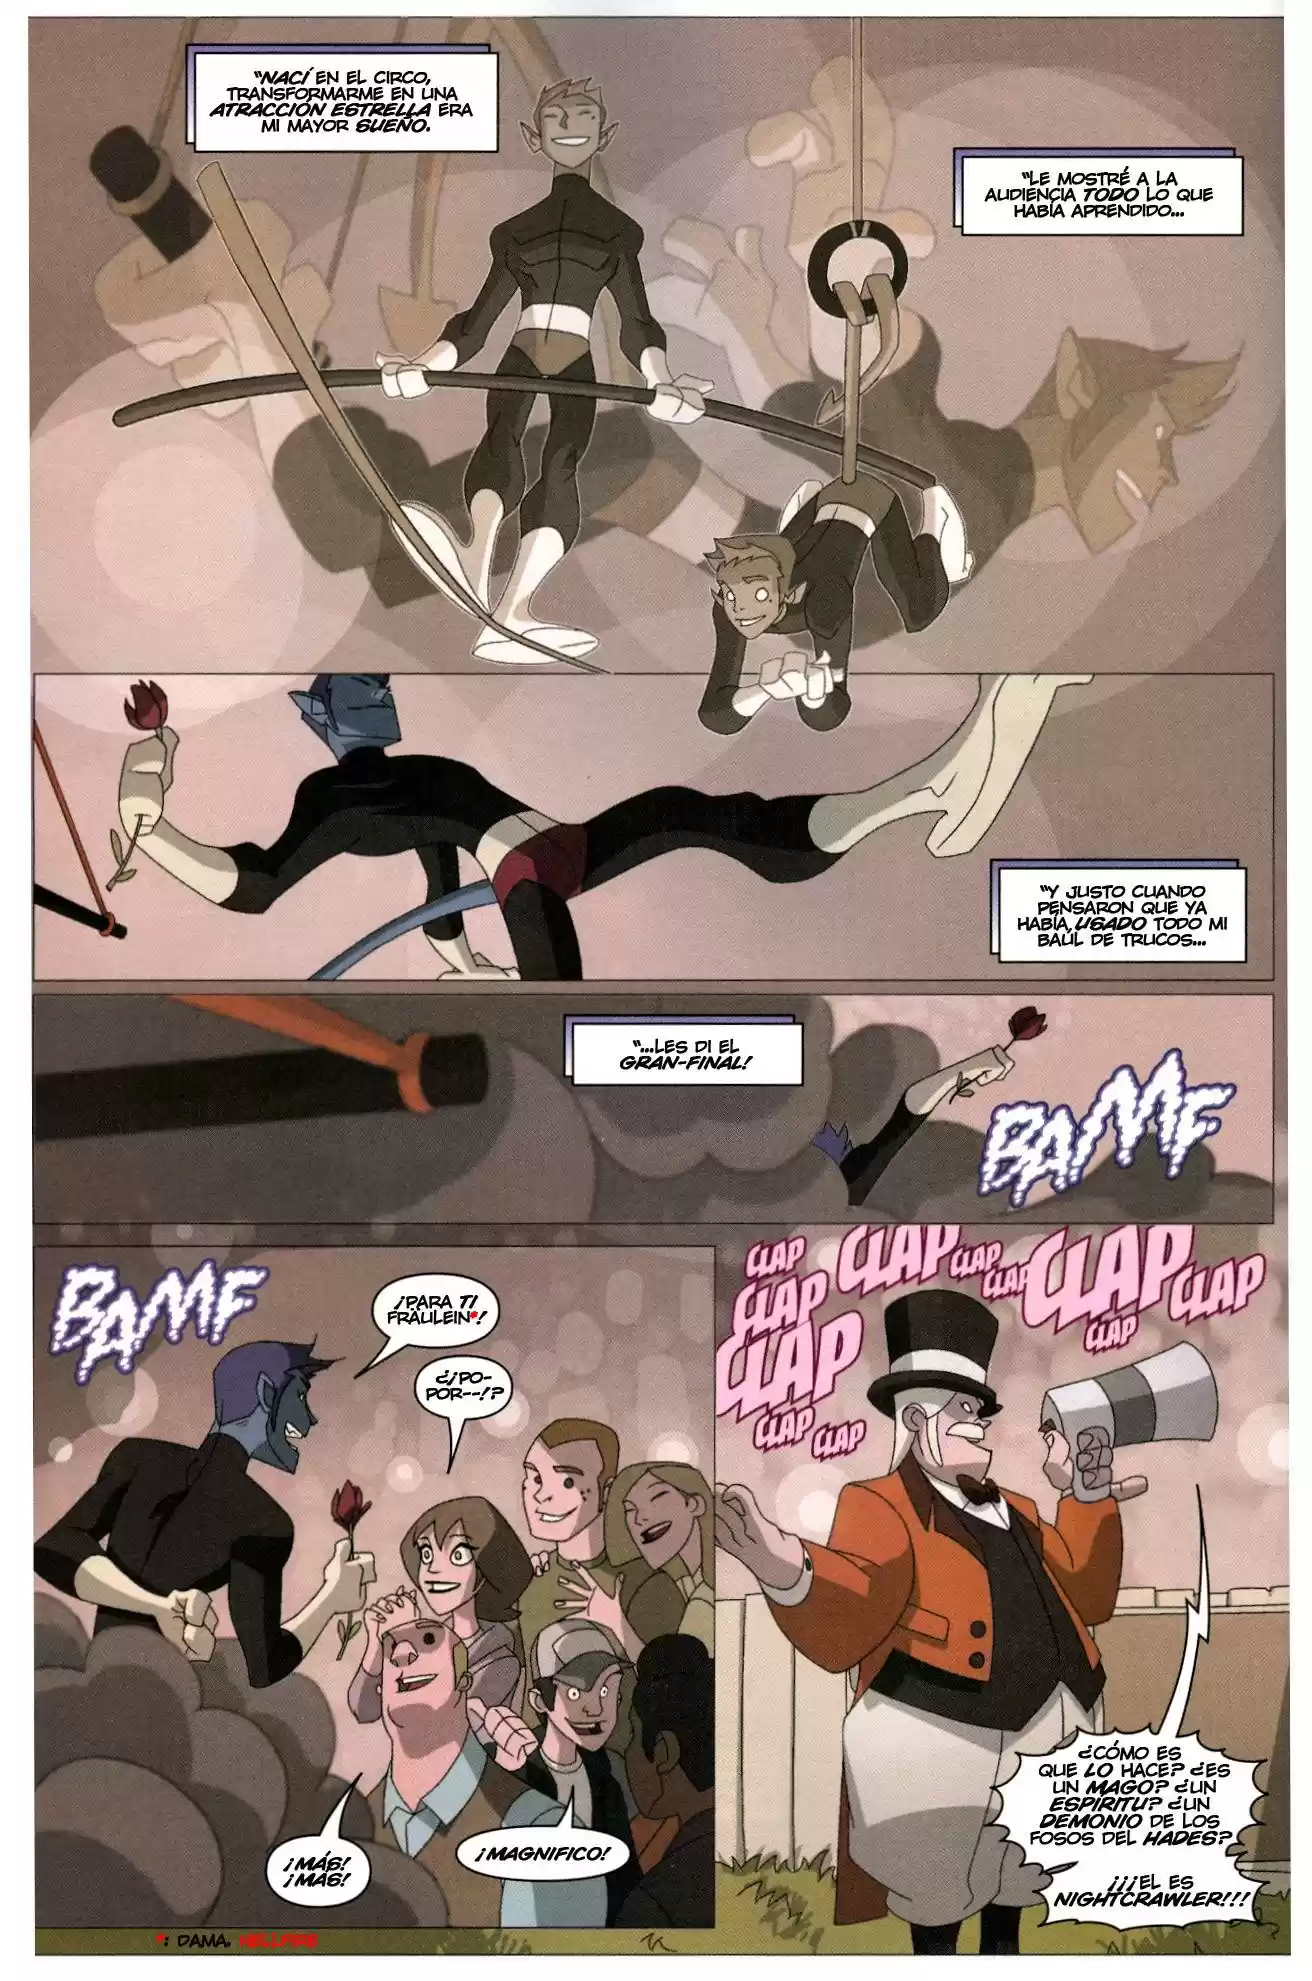 "NACÍ EN EL CIRCO,
TRANSFORMARME EN UNA
ATRACCIÓN ESTRELLA ERA
MI MAYOR SUEÑO.
"LE MOSTRÉ A LA
AUDIENCIA TODO LO QUE
HABÍA APRENDIDO...
"Y JUSTO CUANDO
PENSARON QUE YA
HABÍA USADO TODO MI
BAÚL DE TRUCOS...
"...LES DI EL
GRAN-FINAL!
BAMF
BAMF
¡PARA TI
FRÄULEIN*!
¿¡PO-
POR--!?
¡MÁS!
¡MÁS!
¡MAGNIFICO!
CLAP
CLAP
CLAP
CLAP
CLAP
CLAP
CLAP
CLAP
CLAP
CLAP
CLAP
¿CÓMO ES
QUE LO HACE? ¿ES
UN MAGO? ¿UN
ESPÍRITU? ¿UN
DEMONIO DE LOS
FOSOS DEL HADES?
¡¡¡EL ES
NIGHTCRAWLER!!!
*: DAMA. HELLFIRE